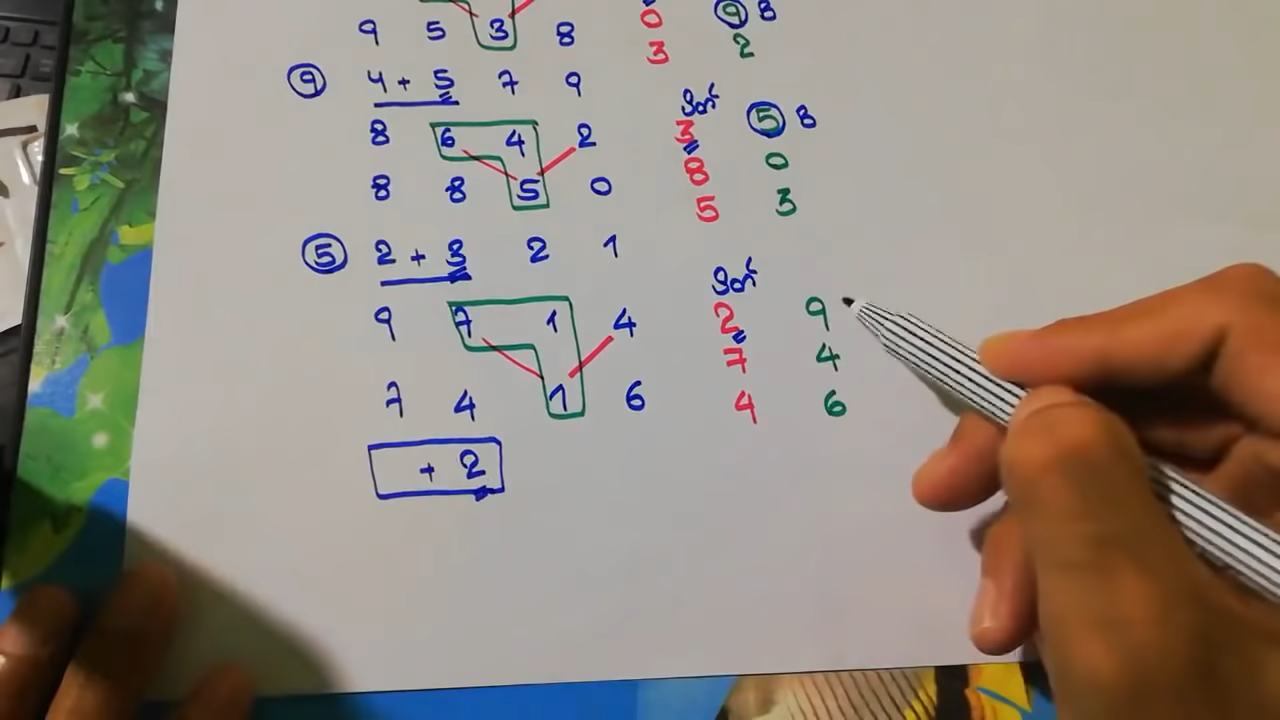 0 ⑨ 8
9 5 3 8
3 2
⑨ 4 + 5 7 9
3 ⑤ 8
8 6 4 2
8 0
8 8 5 0
5 3
⑤ 2 + 3 2 1
2 9
9 7 1 4
7 4
7 4 1 6
4 6
+ 2